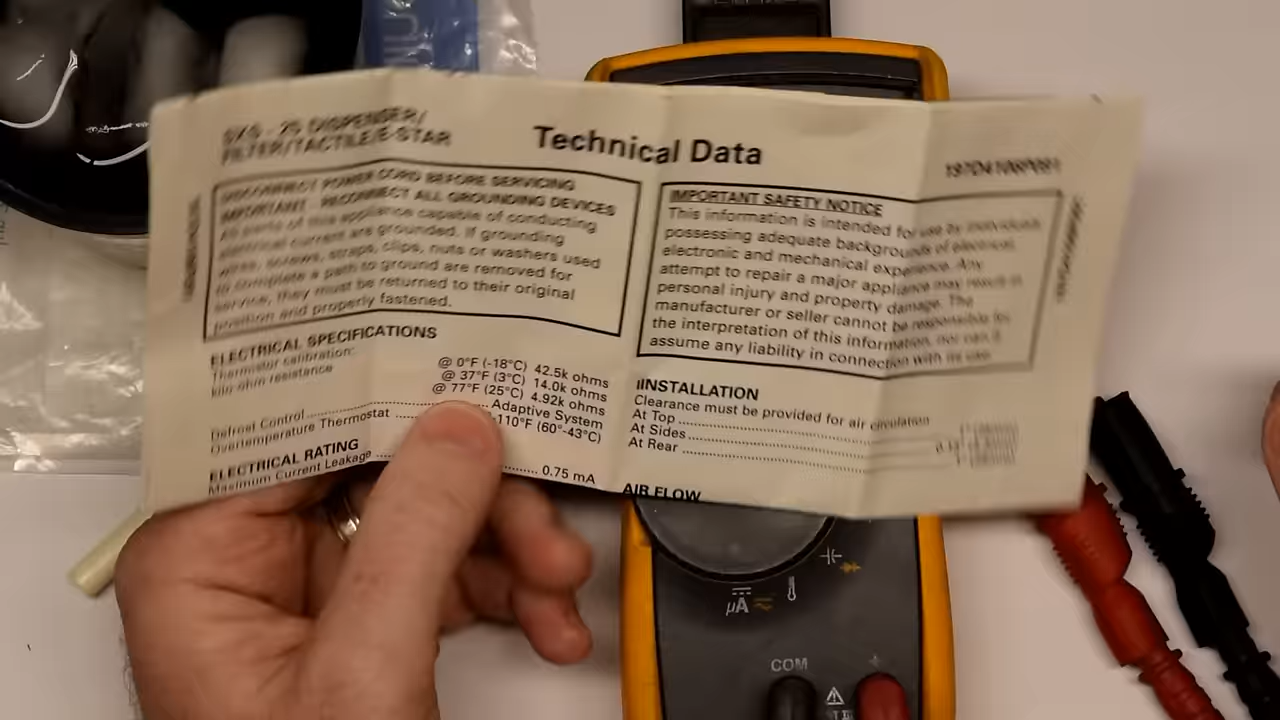 SXS - 25 DISPENSER/
FILTER/TACTILE/E-STAR
Technical Data
197D4106P081
DISCONNECT POWER CORD BEFORE SERVICING
IMPORTANT - RECONNECT ALL GROUNDING DEVICES
All parts of this appliance capable of conducting
electrical current are grounded. If grounding
wires, screws, straps, clips, nuts or washers used
to complete a path to ground are removed for
service, they must be returned to their original
position and properly fastened.
IMPORTANT SAFETY NOTICE
This information is intended for use by individuals
possessing adequate backgrounds of electrical,
electronic and mechanical experience. Any
attempt to repair a major appliance may result in
personal injury and property damage. The
manufacturer or seller cannot be responsible for
the interpretation of this information, nor can it
assume any liability in connection with its use.
ELECTRICAL SPECIFICATIONS
Thermistor calibration:
kilo-ohm resistance
@ 0°F (-18°C) 42.5k ohms
@ 37°F (3°C) 14.0k ohms
@ 77°F (25°C) 4.92k ohms
Defrost Control ..... Adaptive System
Overtemperature Thermostat ..... -110°F (60°-43°C)
ELECTRICAL RATING
Maximum Current Leakage ..... 0.75 mA
INSTALLATION
Clearance must be provided for air circulation
At Top
At Sides
At Rear
AIR FLOW
µA
COM